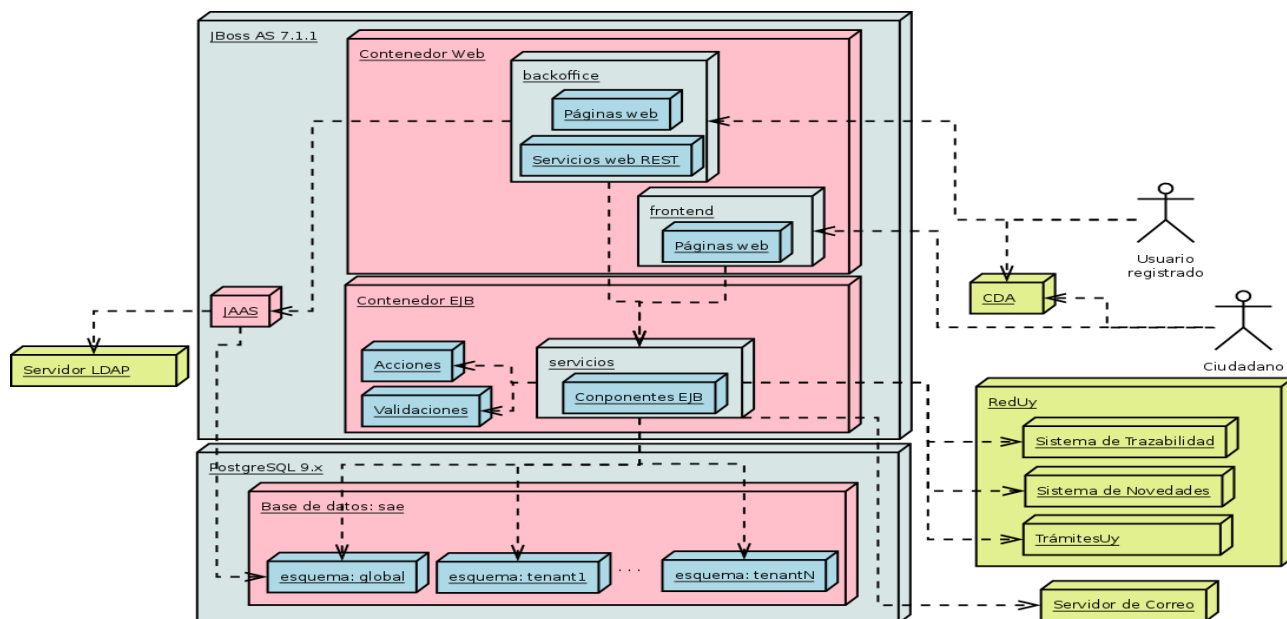 JBoss AS 7.1.1
Contenedor Web
backoffice
Páginas web
Servicios web REST
frontend
Páginas web
Usuario
registrado
CDA
Ciudadano
Contenedor EJB
JAAS
Servidor LDAP
Acciones
Validaciones
servicios
Conponentes EJB
RedUy
Sistema de Trazabilidad
Sistema de Novedades
TrámitesUy
Servidor de Correo
PostgreSQL 9.x
Base de datos: sae
esquema: global
esquema: tenant1
. . .
esquema: tenantN